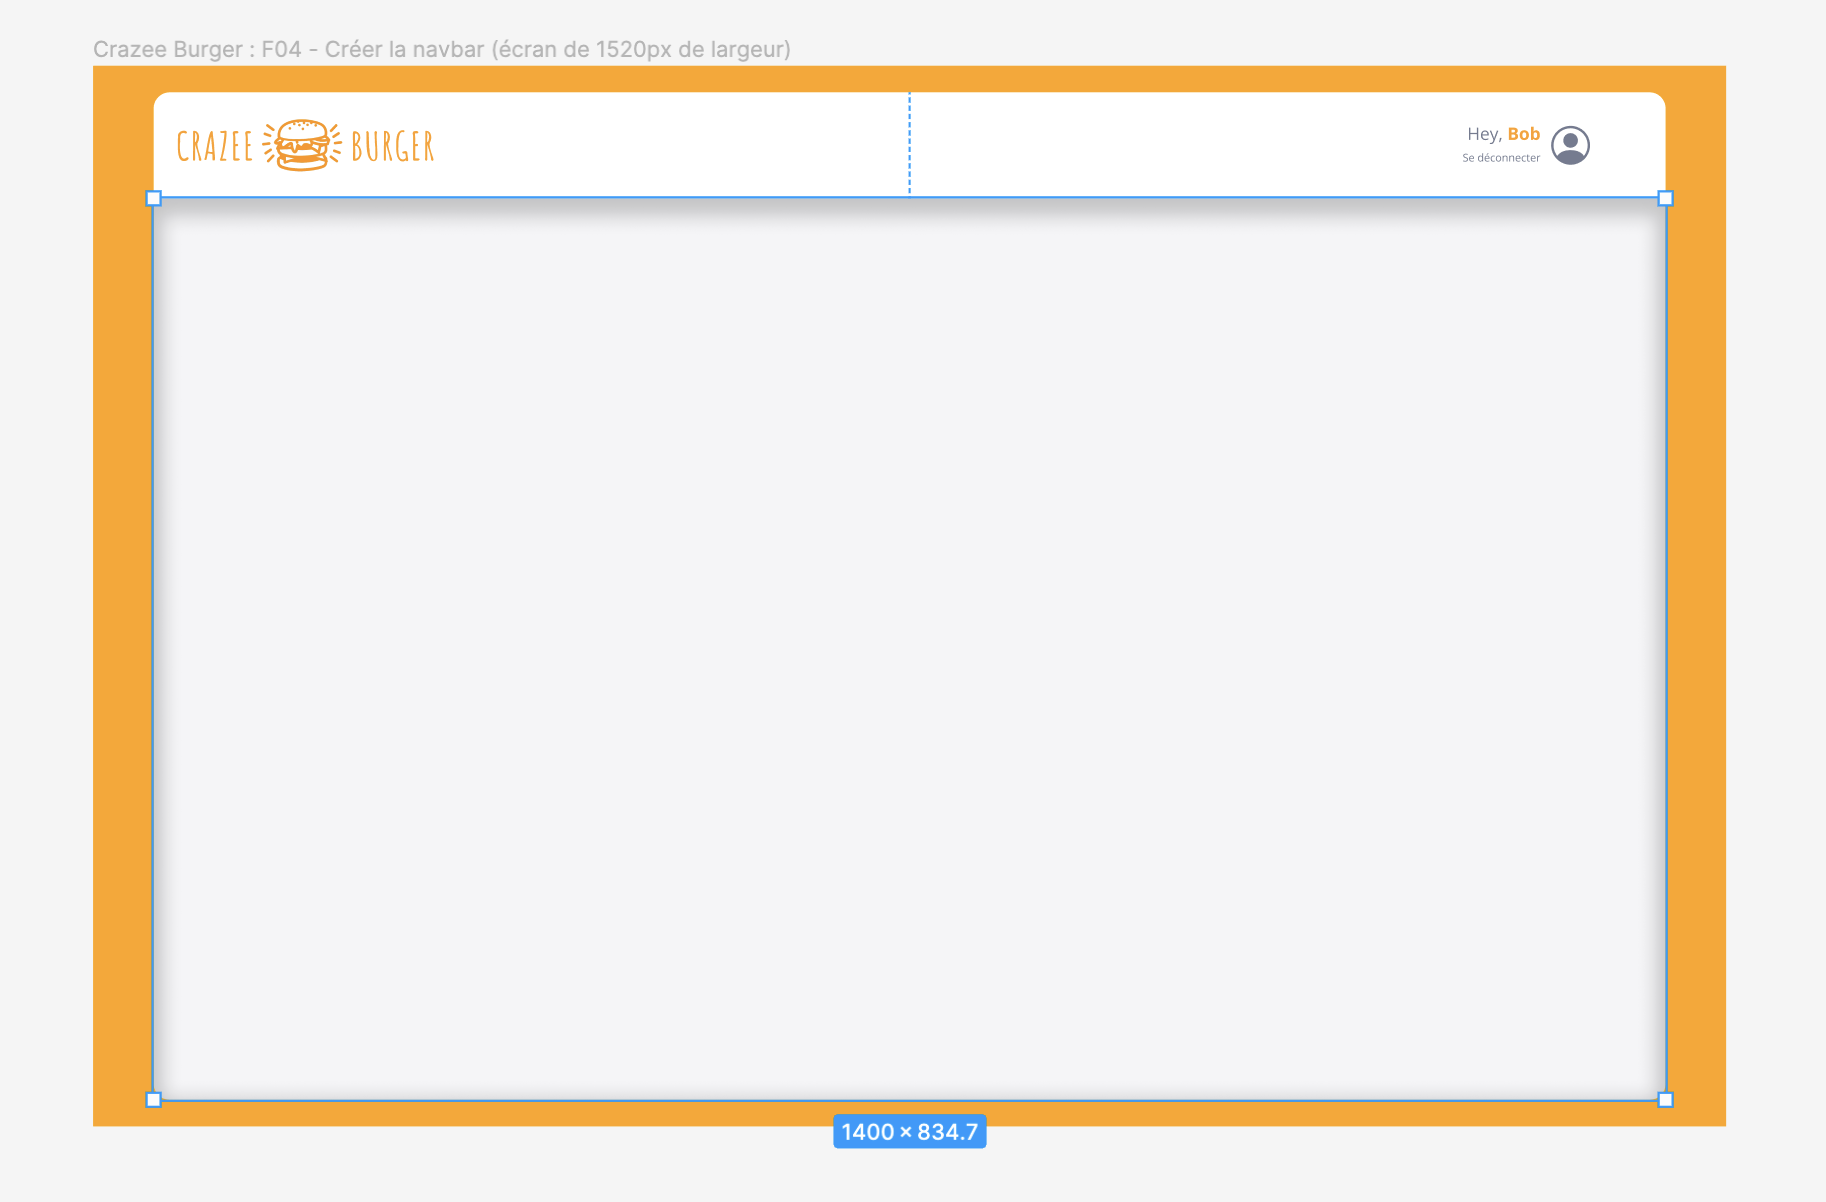 Crazee Burger : F04 - Créer la navbar (écran de 1520px de largeur)
CRAZEE BURGER
Hey, Bob
Se déconnecter
1400 × 834.7